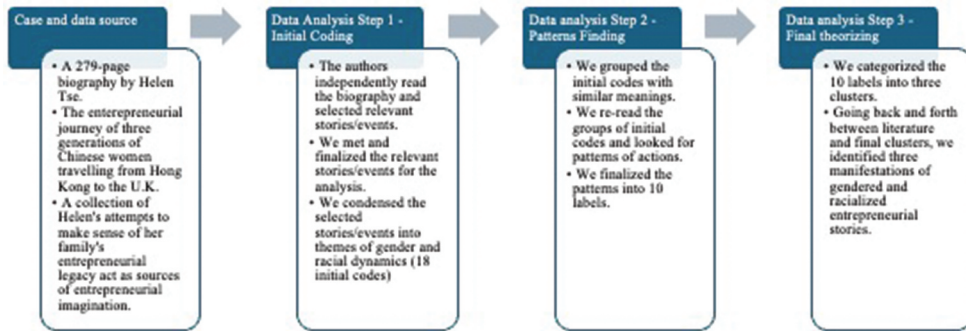 Case and data source
• A 279-page
biography by Helen
Tse.
• The enterepreneurial
journey of three
generations of
Chinese women
travelling from Hong
Kong to the U.K.
• A collection of
Helen's attempts to
make sense of her
family's
entrepreneurial
legacy act as sources
of entrepreneurial
imagination.
Data Analysis Step 1 -
Initial Coding
• The authors
independently read
the biography and
selected relevant
stories/events.
• We met and
finalized the relevant
stories/events for the
analysis.
• We condensed the
selected
stories/events into
themes of gender and
racial dynamics (18
initial codes)
Data analysis Step 2 -
Patterns Finding
• We grouped the
initial codes with
similar meanings.
• We re-read the
groups of initial
codes and looked for
patterns of actions.
• We finalized the
patterns into 10
labels.
Data analysis Step 3 -
Final theorizing
• We categorized the
10 labels into three
clusters.
• Going back and forth
between literature
and final clusters, we
identified three
manifestations of
gendered and
racialized
entrepreneurial
stories.